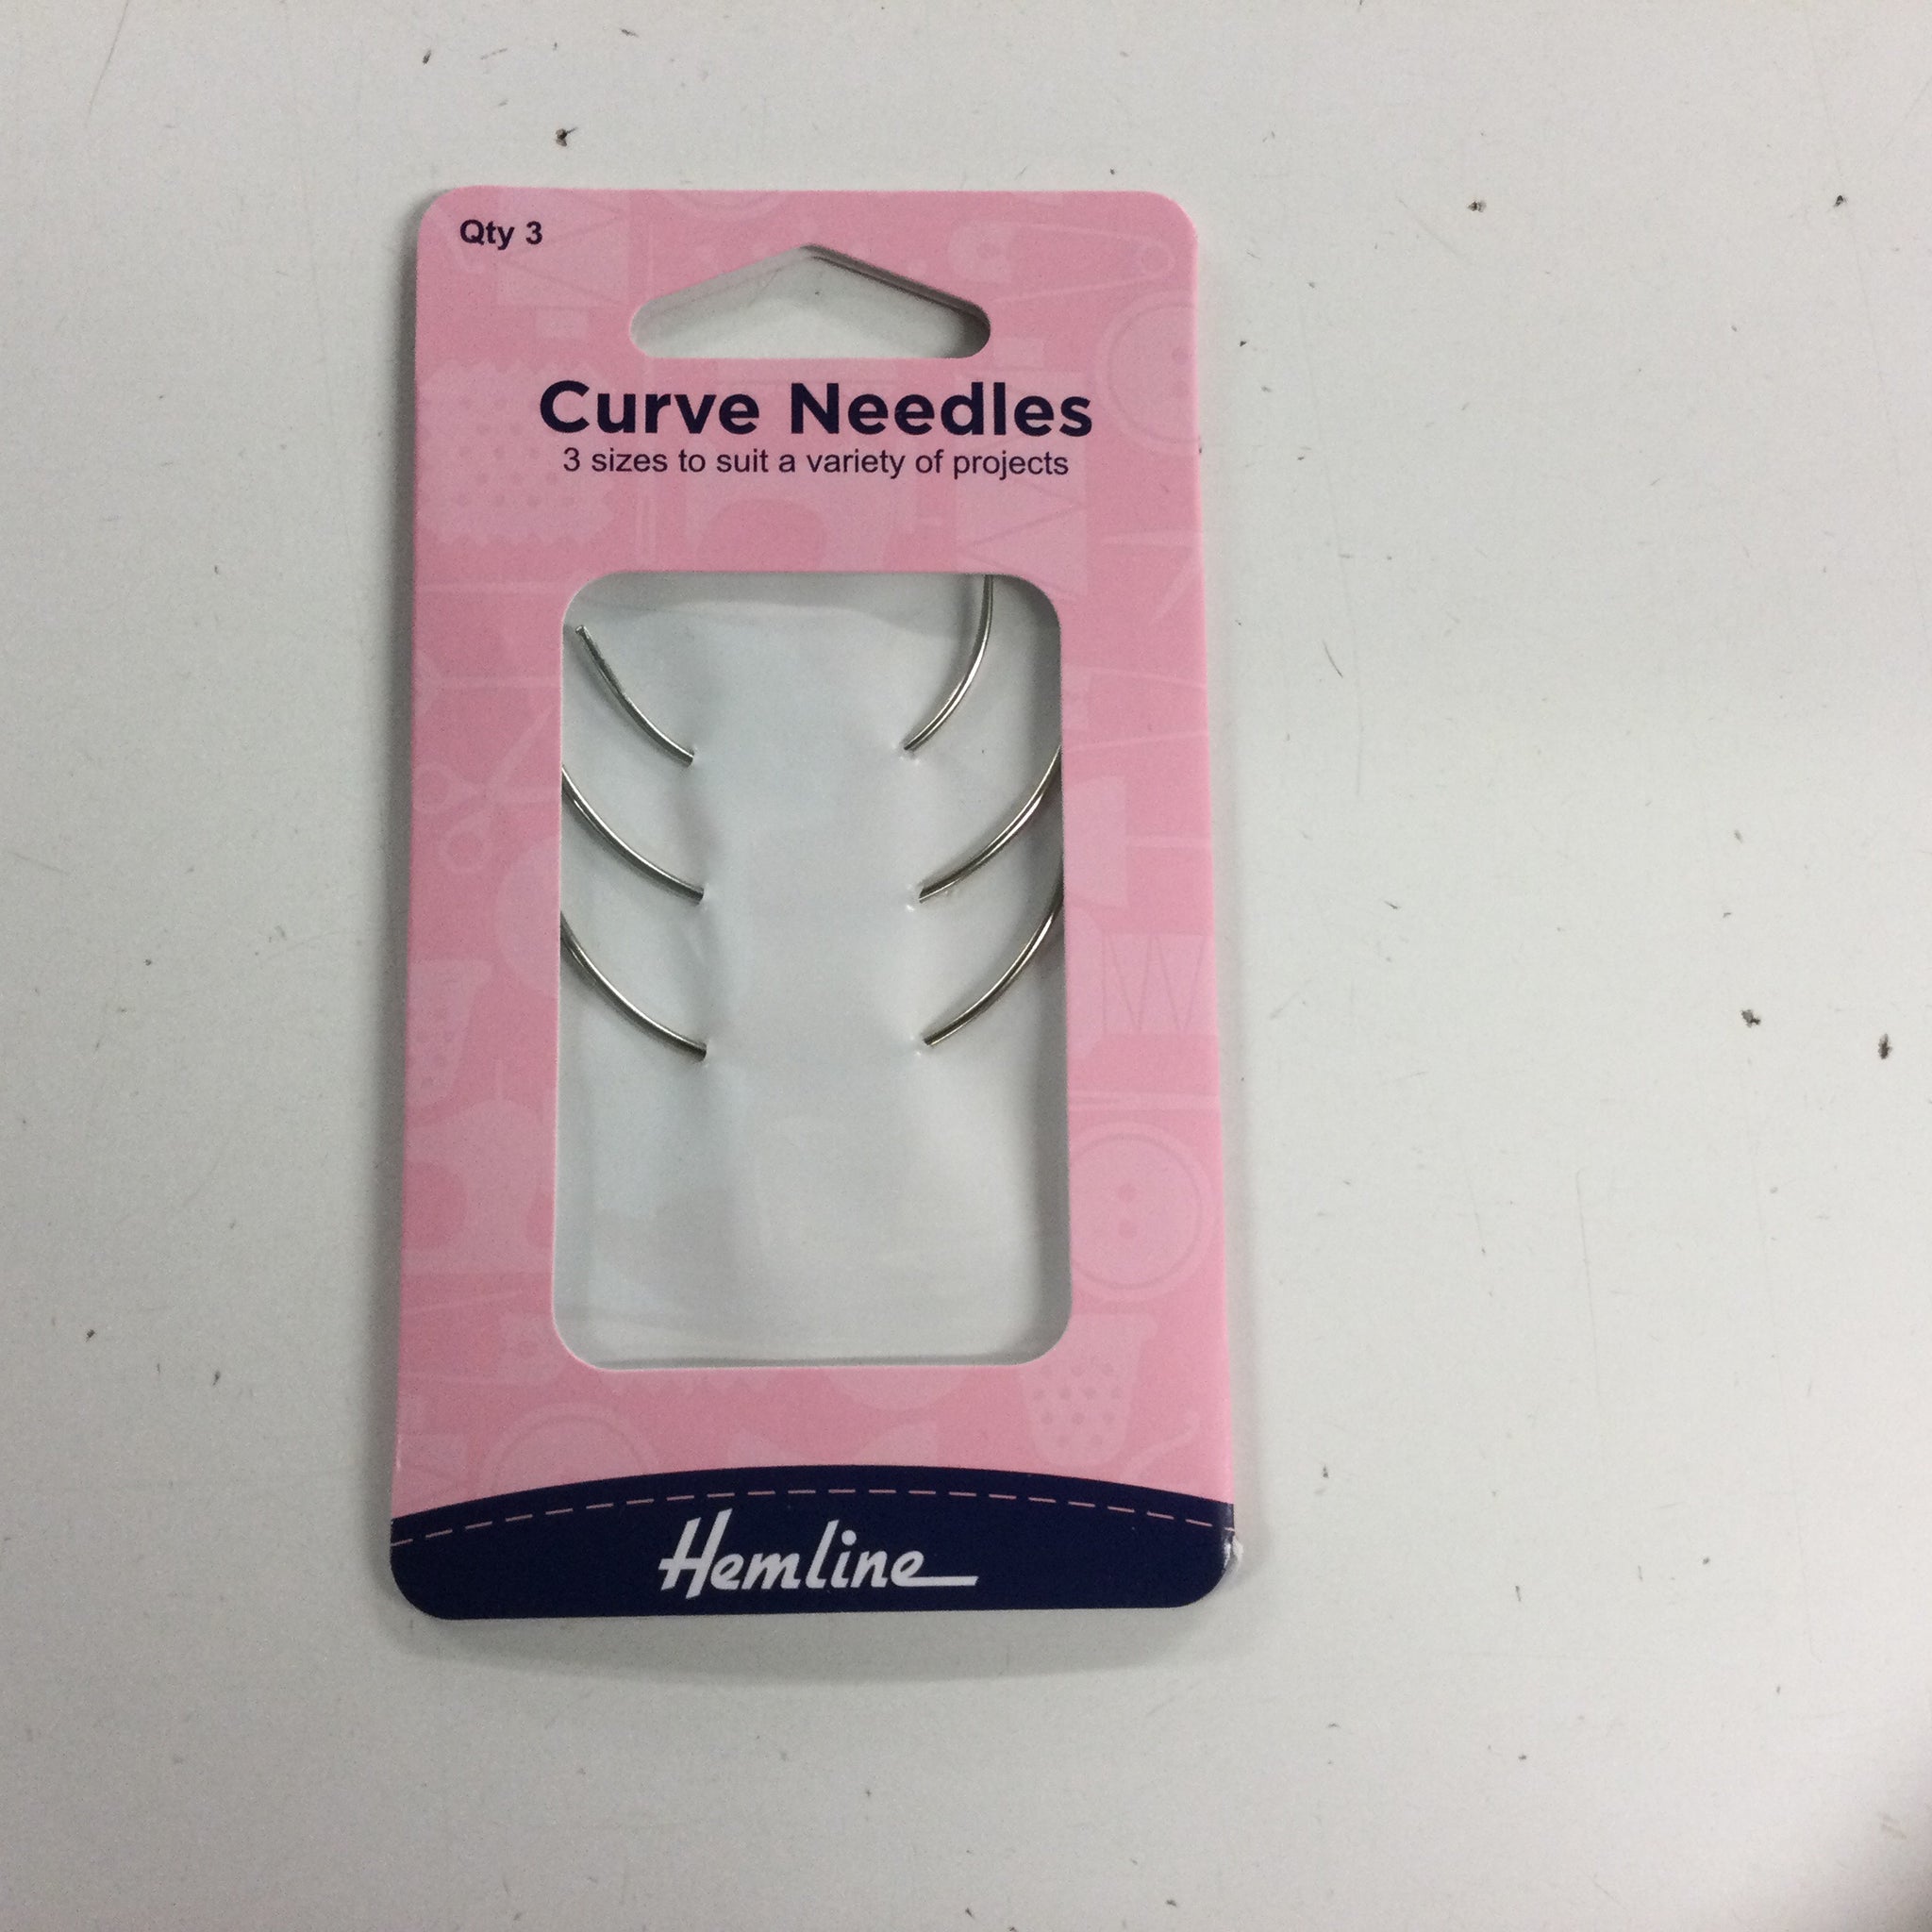 Qty 3
Curve Needles
3 sizes to suit a variety of projects
Hemline